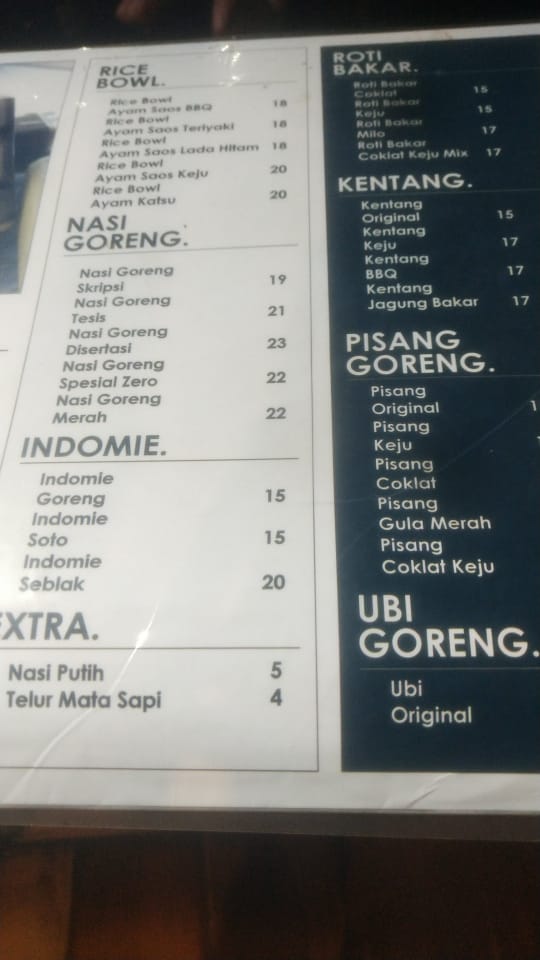 RICE
BOWL.
Rice Bowl
Ayam Saos BBQ 18
Rice Bowl
Ayam Saos Teriyaki 18
Rice Bowl
Ayam Saos Lada Hitam 18
Rice Bowl
Ayam Saos Keju 20
Rice Bowl
Ayam Katsu 20
NASI
GORENG.
Nasi Goreng
Skripsi 19
Nasi Goreng
Tesis 21
Nasi Goreng
Disertasi 23
Nasi Goreng
Spesial Zero 22
Nasi Goreng
Merah 22
INDOMIE.
Indomie
Goreng 15
Indomie
Soto 15
Indomie
Seblak 20
EXTRA.
Nasi Putih 5
Telur Mata Sapi 4
ROTI
BAKAR.
Roti Bakar
Coklat 15
Roti Bakar
Keju 15
Roti Bakar
Milo 17
Roti Bakar
Coklat Keju Mix 17
KENTANG.
Kentang
Original 15
Kentang
Keju 17
Kentang
BBQ 17
Kentang
Jagung Bakar 17
PISANG
GORENG.
Pisang
Original
Pisang
Keju
Pisang
Coklat
Pisang
Gula Merah
Pisang
Coklat Keju
UBI
GORENG.
Ubi
Original